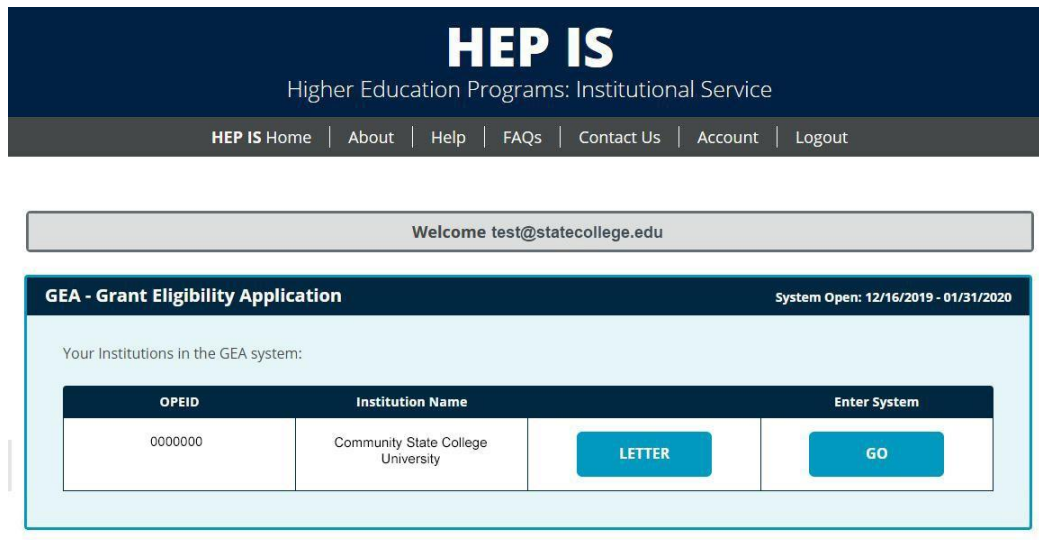 HEP IS
Higher Education Programs: Institutional Service
HEP IS Home | About | Help | FAQs | Contact Us | Account | Logout
Welcome test@statecollege.edu
GEA - Grant Eligibility Application System Open: 12/16/2019 - 01/31/2020
Your Institutions in the GEA system:
OPEID Institution Name Enter System
0000000 Community State College
University
LETTER GO